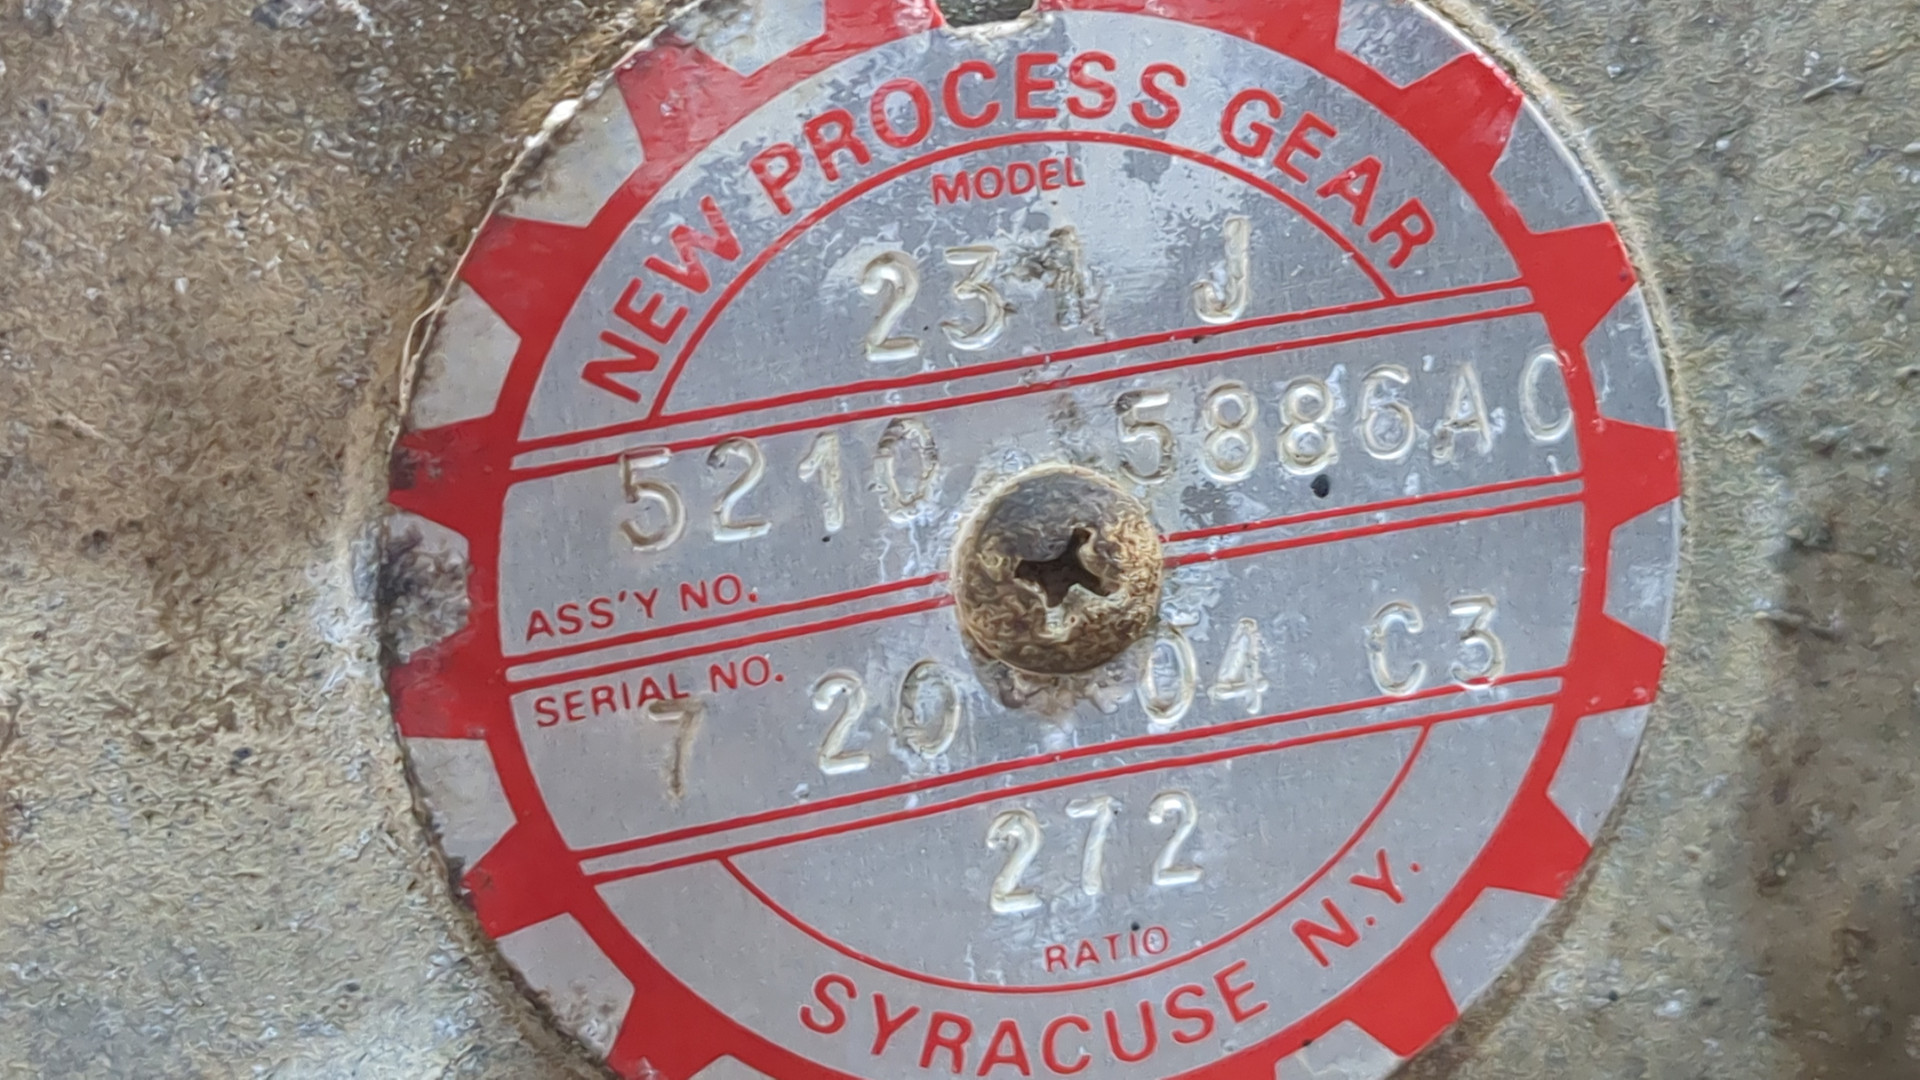 NEW PROCESS GEAR
MODEL
231 J
5210 5886AC
ASS'Y NO.
SERIAL NO.
7 20 04 C3
272
RATIO
SYRACUSE N.Y.